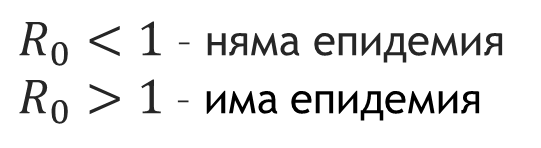 R₀ < 1 - няма епидемия
R₀ > 1 - има епидемия